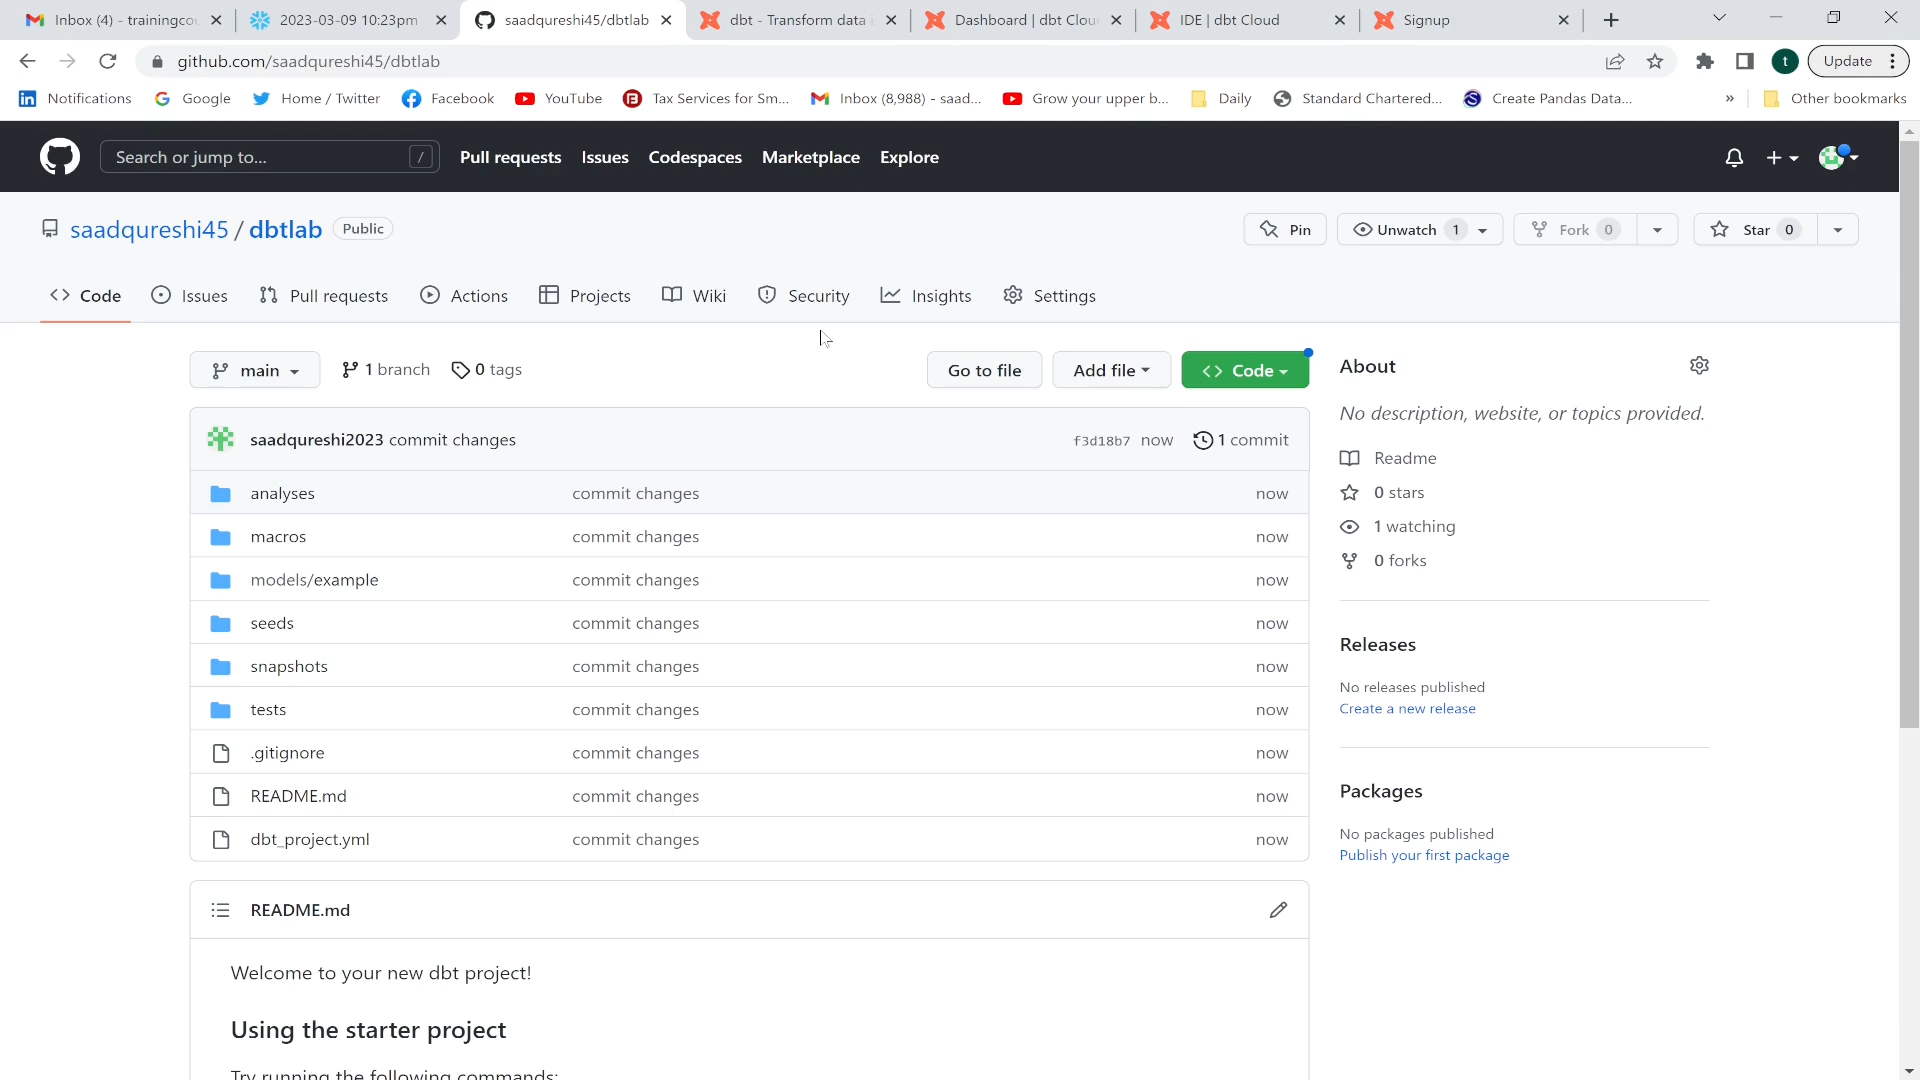 Inbox (4) - trainingcou
2023-03-09 10:23pm
saadqureshi45/dbtlab
dbt - Transform data i
Dashboard | dbt Clou
IDE | dbt Cloud
Signup
github.com/saadqureshi45/dbtlab
t
Update
Notifications
Google
Home / Twitter
Facebook
YouTube
Tax Services for Sm...
Inbox (8,988) - saad...
Grow your upper b...
Daily
Standard Chartered...
Create Pandas Data...
»
Other bookmarks
Search or jump to...
/
Pull requests
Issues
Codespaces
Marketplace
Explore
saadqureshi45 / dbtlab
Public
Pin
Unwatch 1
Fork 0
Star 0
Code
Issues
Pull requests
Actions
Projects
Wiki
Security
Insights
Settings
main
1 branch
0 tags
Go to file
Add file
Code
saadqureshi2023 commit changes
f3d18b7 now
1 commit
analyses commit changes now
macros commit changes now
models/example commit changes now
seeds commit changes now
snapshots commit changes now
tests commit changes now
.gitignore commit changes now
README.md commit changes now
dbt_project.yml commit changes now
README.md
Welcome to your new dbt project!
Using the starter project
Try running the following commands:
About
No description, website, or topics provided.
Readme
0 stars
1 watching
0 forks
Releases
No releases published
Create a new release
Packages
No packages published
Publish your first package